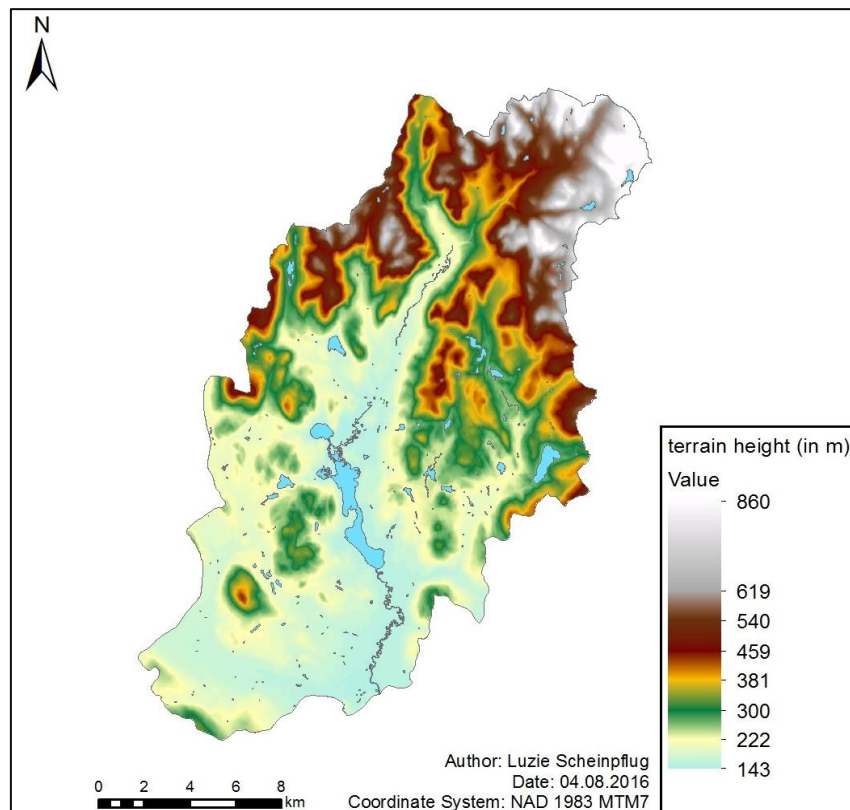 N
terrain height (in m)
Value
860
619
540
459
381
300
222
143
Author: Luzie Scheinpflug
Date: 04.08.2016
Coordinate System: NAD 1983 MTM7
0 2 4 6 8
km